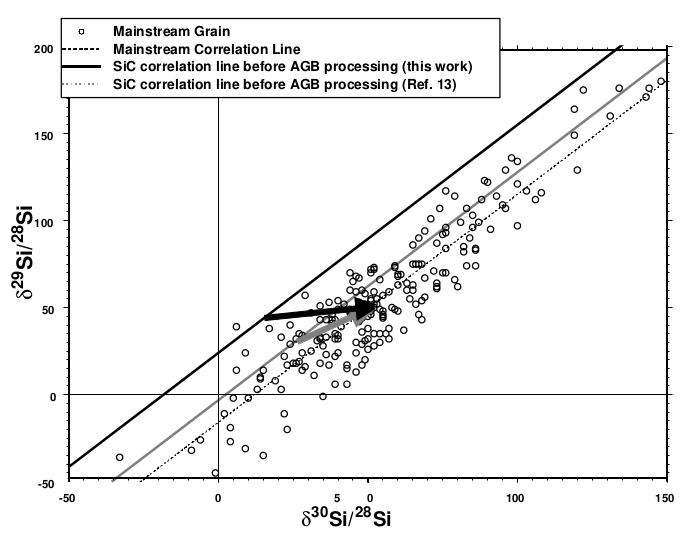 Mainstream Grain
Mainstream Correlation Line
SiC correlation line before AGB processing (this work)
SiC correlation line before AGB processing (Ref. 13)
200
150
100
50
0
-50
δ29Si/28Si
-50 0 5 0 100 150
δ30Si/28Si